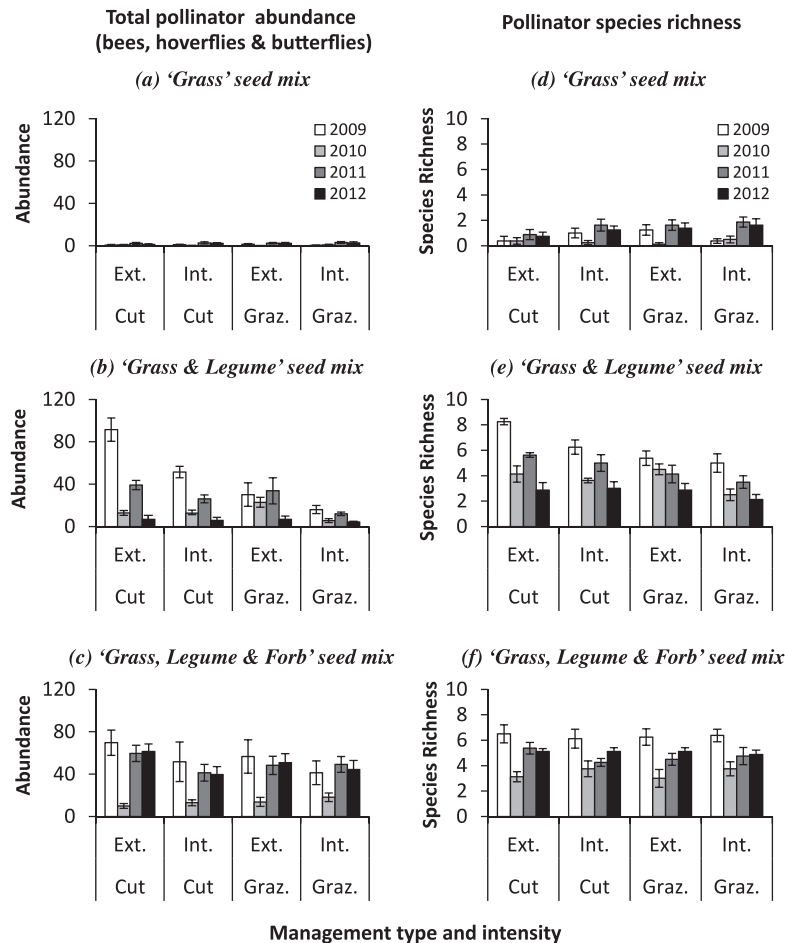 Total pollinator abundance
(bees, hoverflies & butterflies)
Pollinator species richness
(a) ‘Grass’ seed mix
120
80
40
0
Abundance
2009
2010
2011
2012
Ext. Int. Ext. Int.
Cut Cut Graz. Graz.
(d) ‘Grass’ seed mix
10
8
6
4
2
0
Species Richness
2009
2010
2011
2012
Ext. Int. Ext. Int.
Cut Cut Graz. Graz.
(b) ‘Grass & Legume’ seed mix
120
80
40
0
Abundance
Ext. Int. Ext. Int.
Cut Cut Graz. Graz.
(e) ‘Grass & Legume’ seed mix
10
8
6
4
2
0
Species Richness
Ext. Int. Ext. Int.
Cut Cut Graz. Graz.
(c) ‘Grass, Legume & Forb’ seed mix
120
80
40
0
Abundance
Ext. Int. Ext. Int.
Cut Cut Graz. Graz.
(f) ‘Grass, Legume & Forb’ seed mix
10
8
6
4
2
0
Species Richness
Ext. Int. Ext. Int.
Cut Cut Graz. Graz.
Management type and intensity